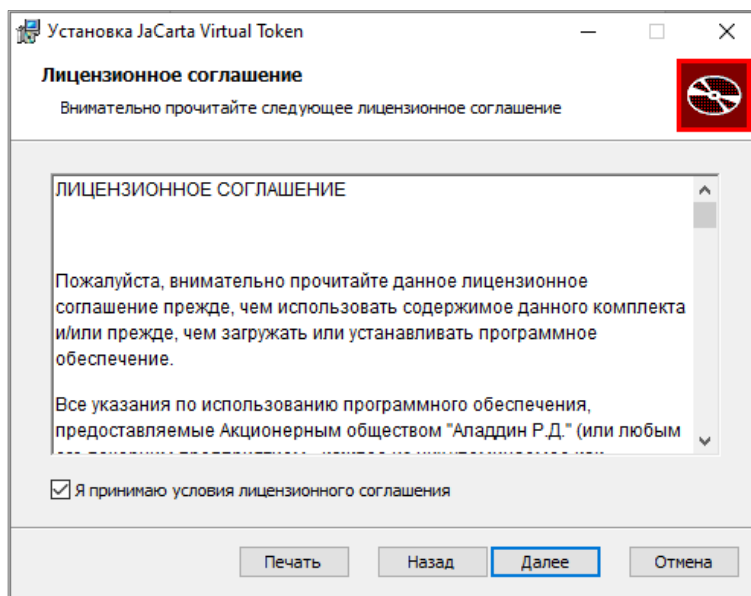 Установка JaCarta Virtual Token
Лицензионное соглашение
Внимательно прочитайте следующее лицензионное соглашение
ЛИЦЕНЗИОННОЕ СОГЛАШЕНИЕ
Пожалуйста, внимательно прочитайте данное лицензионное
соглашение прежде, чем использовать содержимое данного комплекта
и/или прежде, чем загружать или устанавливать программное
обеспечение.
Все указания по использованию программного обеспечения,
предоставляемые Акционерным обществом "Аладдин Р.Д." (или любым
Я принимаю условия лицензионного соглашения
Печать Назад Далее Отмена